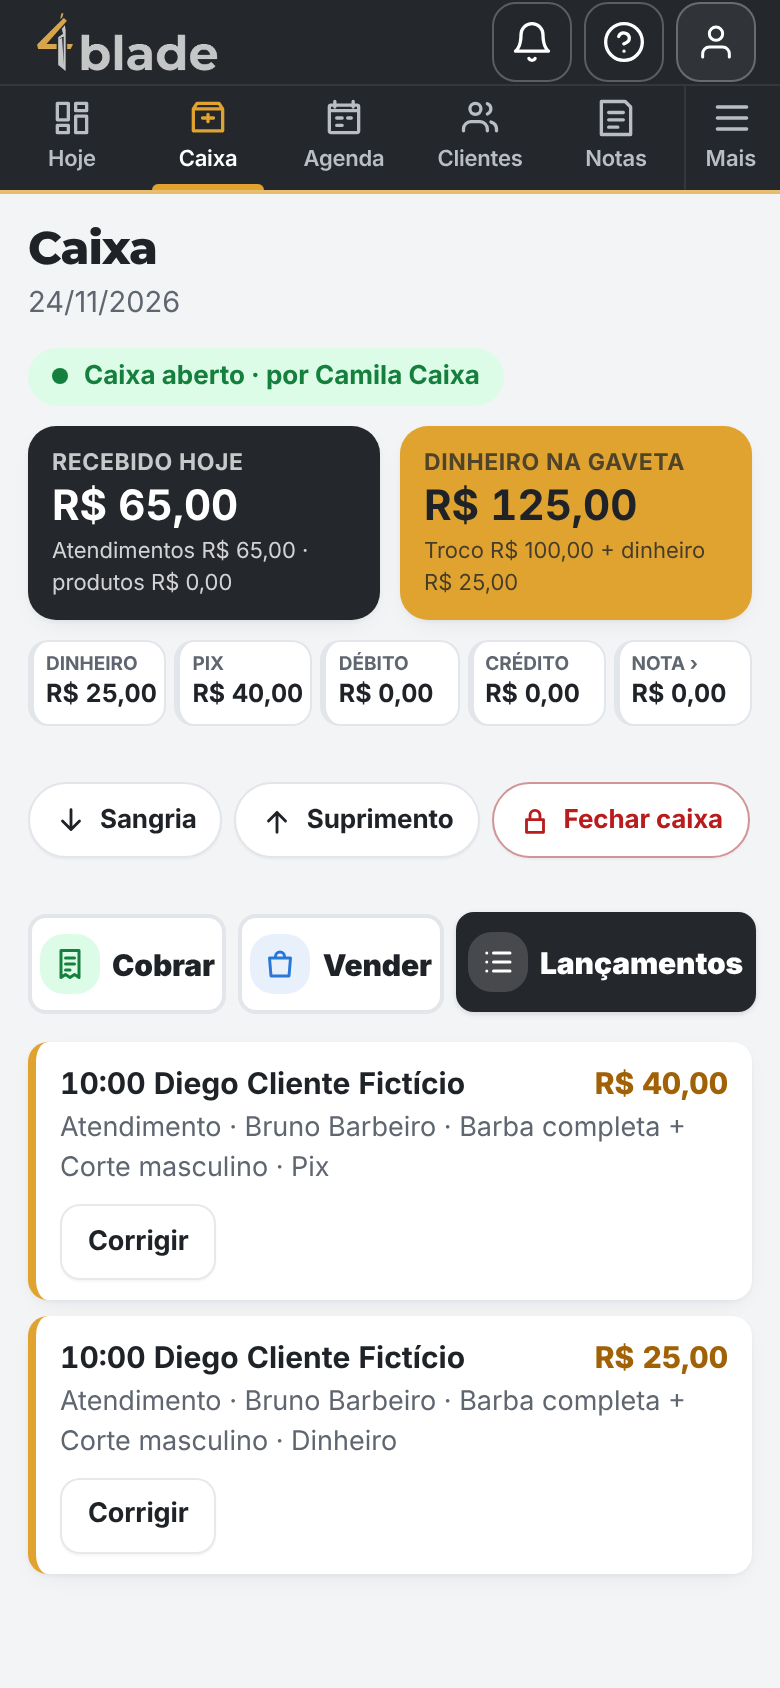 4blade
Hoje
Caixa
Agenda
Clientes
Notas
Mais
Caixa
24/11/2026
Caixa aberto · por Camila Caixa
RECEBIDO HOJE
R$ 65,00
Atendimentos R$ 65,00 ·
produtos R$ 0,00
DINHEIRO NA GAVETA
R$ 125,00
Troco R$ 100,00 + dinheiro
R$ 25,00
DINHEIRO
R$ 25,00
PIX
R$ 40,00
DÉBITO
R$ 0,00
CRÉDITO
R$ 0,00
NOTA ›
R$ 0,00
Sangria
Suprimento
Fechar caixa
Cobrar
Vender
Lançamentos
10:00 Diego Cliente Fictício
R$ 40,00
Atendimento · Bruno Barbeiro · Barba completa +
Corte masculino · Pix
Corrigir
10:00 Diego Cliente Fictício
R$ 25,00
Atendimento · Bruno Barbeiro · Barba completa +
Corte masculino · Dinheiro
Corrigir